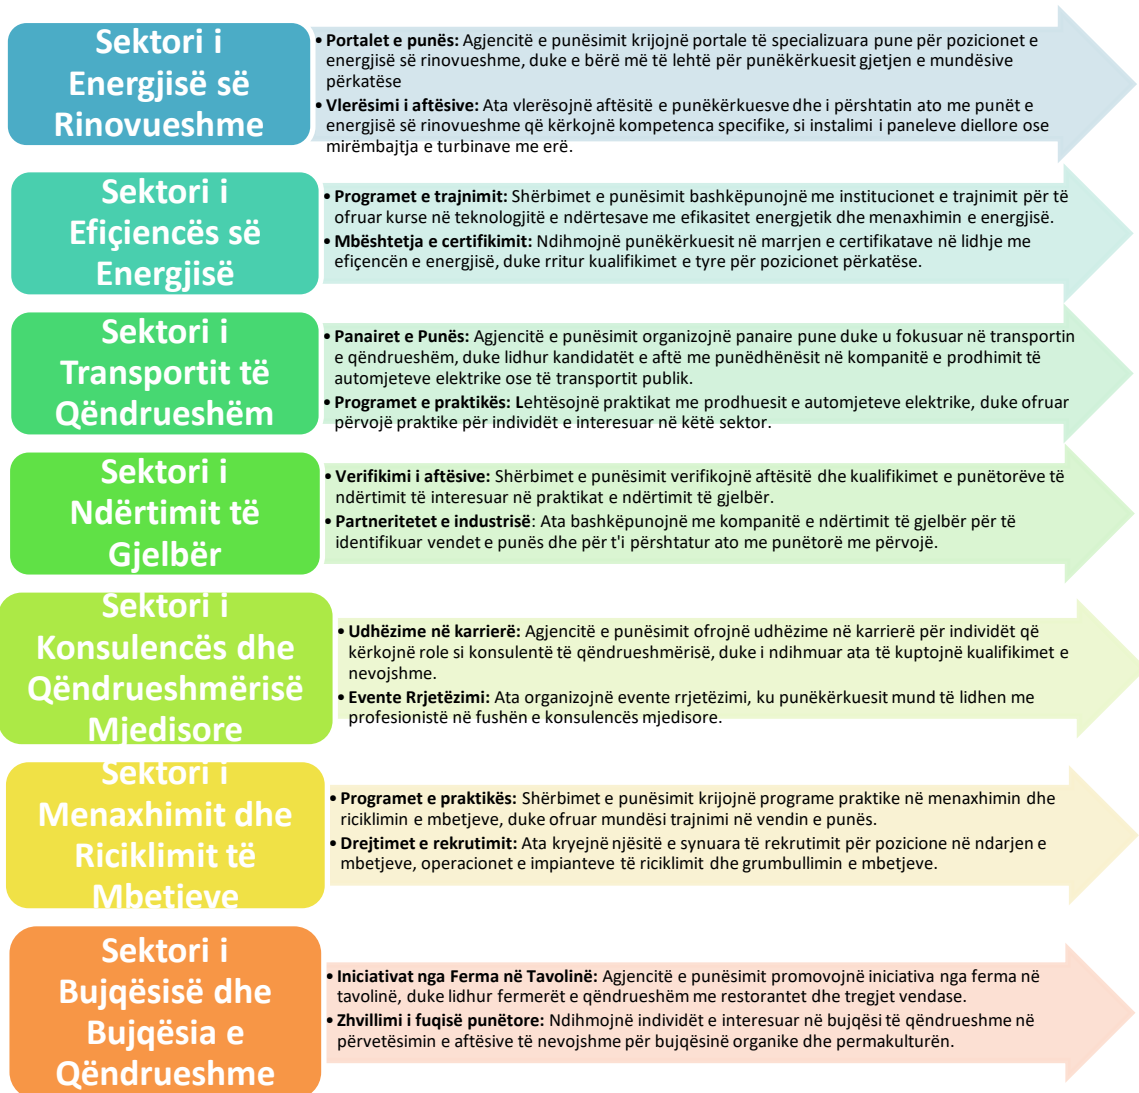 Sektori i
Energjisë së
Rinovueshme
• Portalet e punës: Agjencitë e punësimit krijojnë portale të specializuara pune për pozicionet e
energjisë së rinovueshme, duke e bërë më të lehtë për punëkërkuesit gjetjen e mundësive
përkatëse
• Vlerësimi i aftësive: Ata vlerësojnë aftësitë e punëkërkuesve dhe i përshtatin ato me punët e
energjisë së rinovueshme që kërkojnë kompetenca specifike, si instalimi i paneleve diellore ose
mirëmbajtja e turbinave me erë.
Sektori i
Efiçiencës së
Energjisë
• Programet e trajnimit: Shërbimet e punësimit bashkëpunojnë me institucionet e trajnimit për të
ofruar kurse në teknologjitë e ndërtesave me efikasitet energjetik dhe menaxhimin e energjisë.
• Mbështetja e certifikimit: Ndihmojnë punëkërkuesit në marrjen e certifikatave në lidhje me
efiçencën e energjisë, duke rritur kualifikimet e tyre për pozicionet përkatëse.
Sektori i
Transportit të
Qëndrueshëm
• Panairet e Punës: Agjencitë e punësimit organizojnë panaire pune duke u fokusuar në transportin
e qëndrueshëm, duke lidhur kandidatët e aftë me punëdhënësit në kompanitë e prodhimit të
automjeteve elektrike ose të transportit publik.
• Programet e praktikës: Lehtësojnë praktikat me prodhuesit e automjeteve elektrike, duke ofruar
përvojë praktike për individët e interesuar në këtë sektor.
Sektori i
Ndërtimit të
Gjelbër
• Verifikimi i aftësive: Shërbimet e punësimit verifikojnë aftësitë dhe kualifikimet e punëtorëve të
ndërtimit të interesuar në praktikat e ndërtimit të gjelbër.
• Partneritetet e industrisë: Ata bashkëpunojnë me kompanitë e ndërtimit të gjelbër për të
identifikuar vendet e punës dhe për t'i përshtatur ato me punëtorë me përvojë.
Sektori i
Konsulencës dhe
Qëndrueshmërisë
Mjedisore
• Udhëzime në karrierë: Agjencitë e punësimit ofrojnë udhëzime në karrierë për individët që
kërkojnë role si konsulentë të qëndrueshmërisë, duke i ndihmuar ata të kuptojnë kualifikimet e
nevojshme.
• Evente Rrjetëzimi: Ata organizojnë evente rrjetëzimi, ku punëkërkuesit mund të lidhen me
profesionistë në fushën e konsulencës mjedisore.
Sektori i
Menaxhimit dhe
Riciklimit të
Mbetjeve
• Programet e praktikës: Shërbimet e punësimit krijojnë programe praktike në menaxhimin dhe
riciklimin e mbetjeve, duke ofruar mundësi trajnimi në vendin e punës.
• Drejtimet e rekrutimit: Ata kryejnë njësitë e synuara të rekrutimit për pozicione në ndarjen e
mbetjeve, operacionet e impianteve të riciklimit dhe grumbullimin e mbetjeve.
Sektori i
Bujqësisë dhe
Bujqësia e
Qëndrueshme
• Iniciativat nga Ferma në Tavolinë: Agjencitë e punësimit promovojnë iniciativa nga ferma në
tavolinë, duke lidhur fermerët e qëndrueshëm me restorantet dhe tregjet vendase.
• Zhvillimi i fuqisë punëtore: Ndihmojnë individët e interesuar në bujqësi të qëndrueshme në
përvetësimin e aftësive të nevojshme për bujqësinë organike dhe permakulturën.